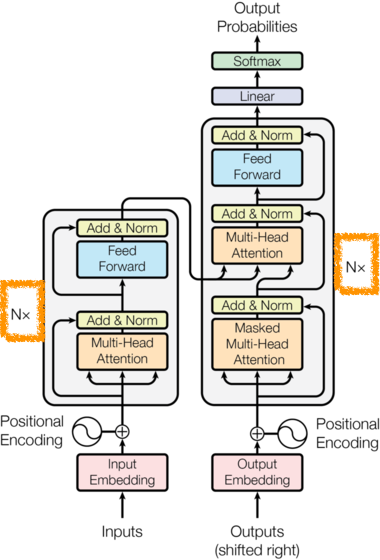 Output
Probabilities
Softmax
Linear
Add & Norm
Feed
Forward
Add & Norm
Multi-Head
Attention
Add & Norm
Masked
Multi-Head
Attention
N×
Positional
Encoding
Output
Embedding
Outputs
(shifted right)
Add & Norm
Feed
Forward
Add & Norm
Multi-Head
Attention
N×
Positional
Encoding
Input
Embedding
Inputs